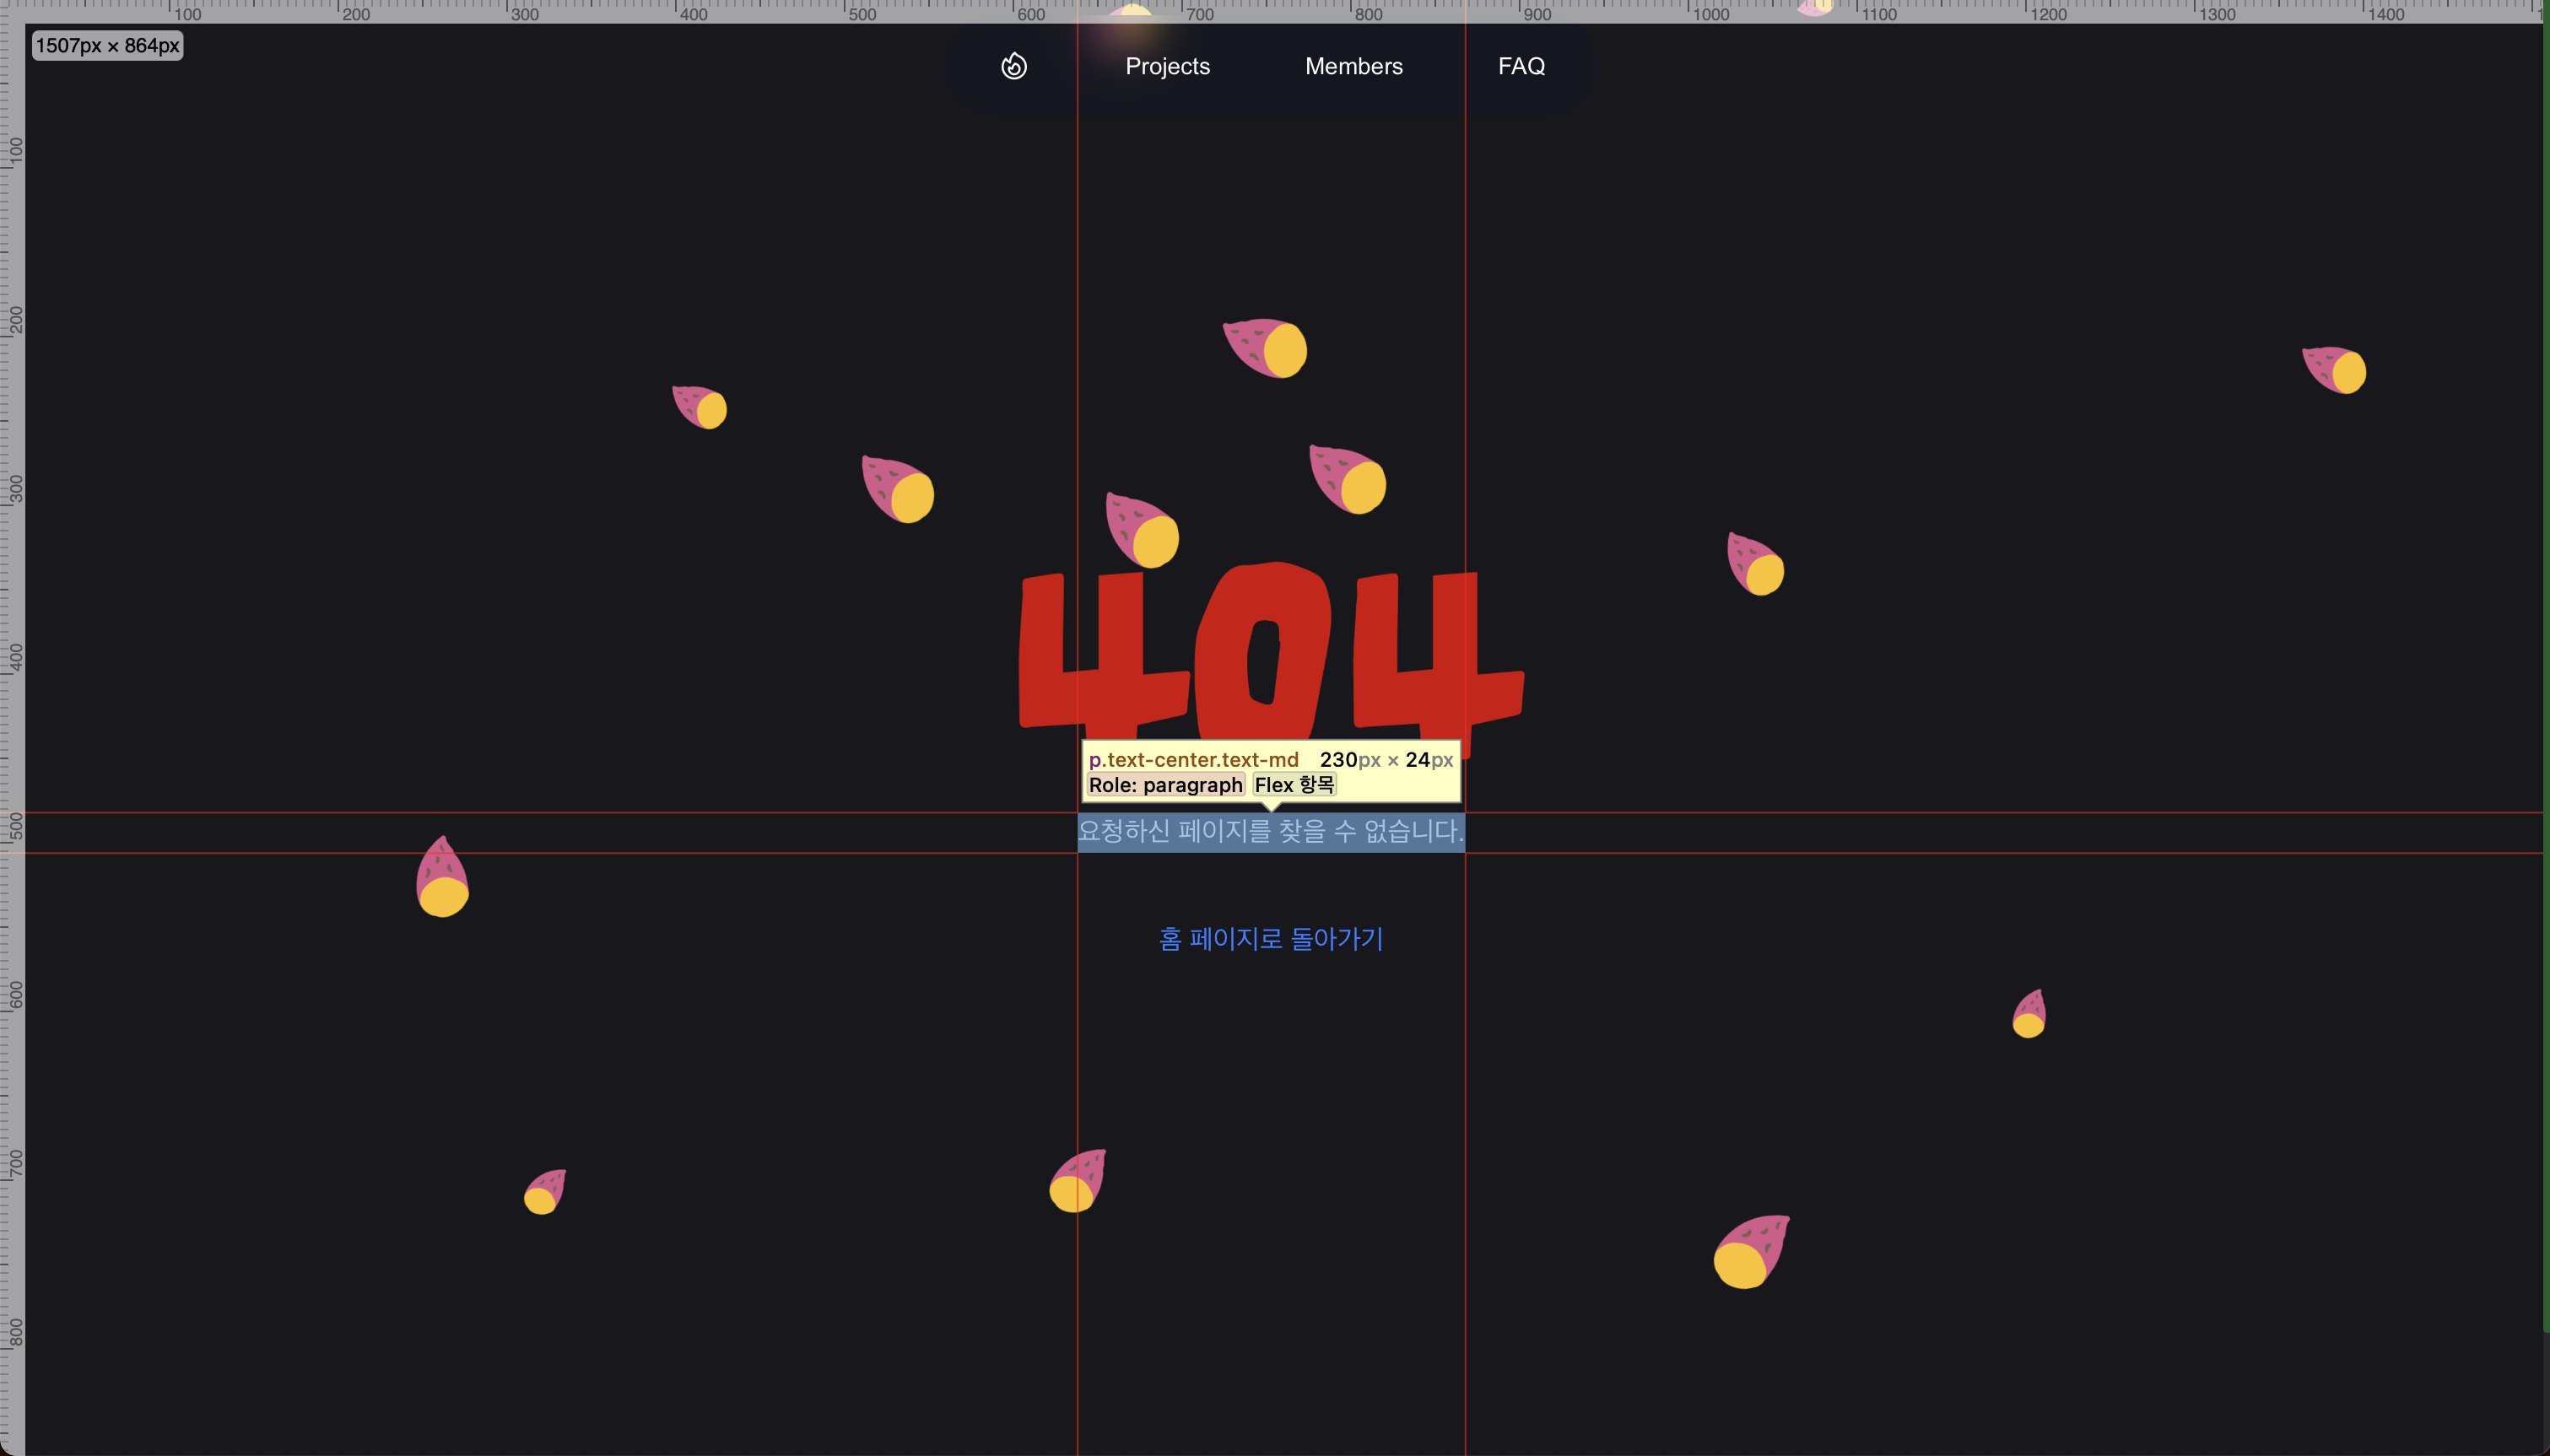 100 200 300 400 500 600 700 800 900 1000 1100 1200 1300 1400
1507px × 864px
Projects Members FAQ
100
200
300
400
500
600
700
800
404
p.text-center.text-md 230px × 24px
Role: paragraph Flex 항목
요청하신 페이지를 찾을 수 없습니다.
홈 페이지로 돌아가기